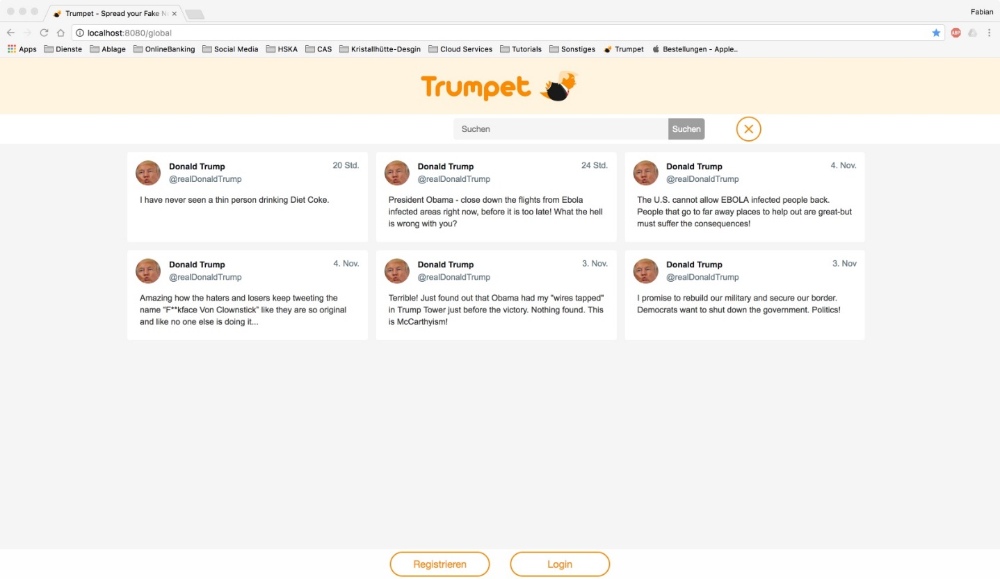 Trumpet - Spread your Fake Ne
Fabian
localhost:8080/global
ABP
Apps Dienste Ablage OnlineBanking Social Media HSKA CAS Kristallhütte-Desgin Cloud Services Tutorials Sonstiges Trumpet Bestellungen - Apple..
Trumpet
Suchen Suchen
Donald Trump 20 Std.
@realDonaldTrump
I have never seen a thin person drinking Diet Coke.
Donald Trump 24 Std.
@realDonaldTrump
President Obama - close down the flights from Ebola
infected areas right now, before it is too late! What the hell
is wrong with you?
Donald Trump 4. Nov.
@realDonaldTrump
The U.S. cannot allow EBOLA infected people back.
People that go to far away places to help out are great-but
must suffer the consequences!
Donald Trump 4. Nov.
@realDonaldTrump
Amazing how the haters and losers keep tweeting the
name “F**kface Von Clownstick” like they are so original
and like no one else is doing it...
Donald Trump 3. Nov.
@realDonaldTrump
Terrible! Just found out that Obama had my "wires tapped"
in Trump Tower just before the victory. Nothing found. This
is McCarthyism!
Donald Trump 3. Nov
@realDonaldTrump
I promise to rebuild our military and secure our border.
Democrats want to shut down the government. Politics!
Registrieren Login